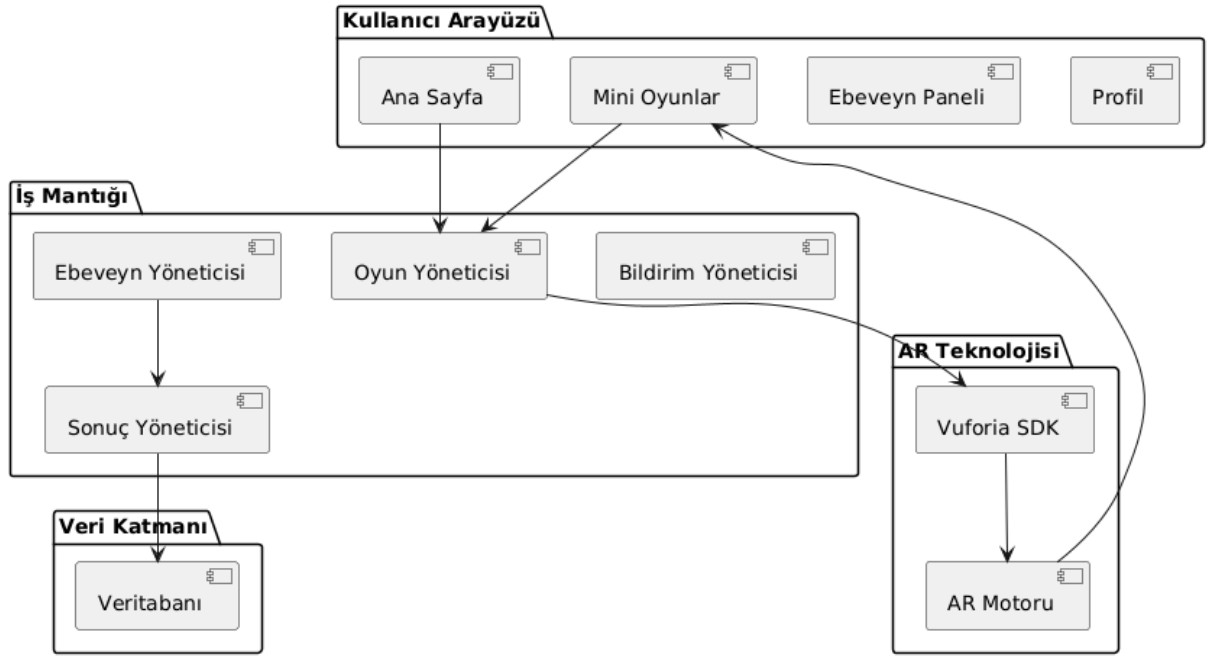 Kullanıcı Arayüzü
Ana Sayfa
Mini Oyunlar
Ebeveyn Paneli
Profil
İş Mantığı
Ebeveyn Yöneticisi
Oyun Yöneticisi
Bildirim Yöneticisi
AR Teknolojisi
Sonuç Yöneticisi
Vuforia SDK
Veri Katmanı
Veritabanı
AR Motoru